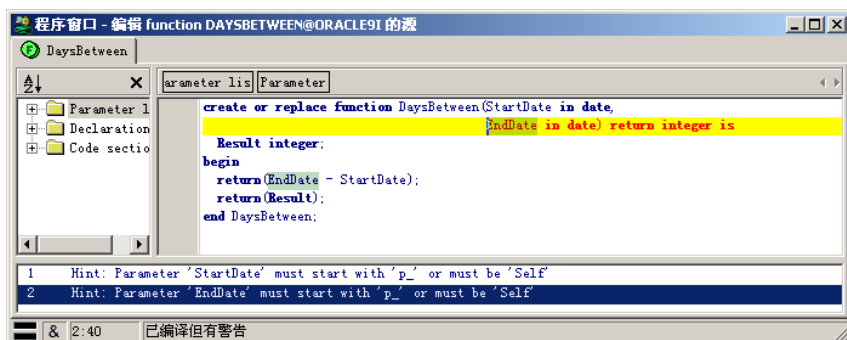 程序窗口 - 编辑 function DAYSBETWEEN@ORACLE9I 的源
DaysBetween
arameter lis Parameter
Parameter l
Declaration
Code sectio
create or replace function DaysBetween(StartDate in date,
EndDate in date) return integer is
Result integer;
begin
return(EndDate - StartDate);
return(Result);
end DaysBetween;
1 Hint: Parameter 'StartDate' must start with 'p_' or must be 'Self'
2 Hint: Parameter 'EndDate' must start with 'p_' or must be 'Self'
& 2:40 已编译但有警告